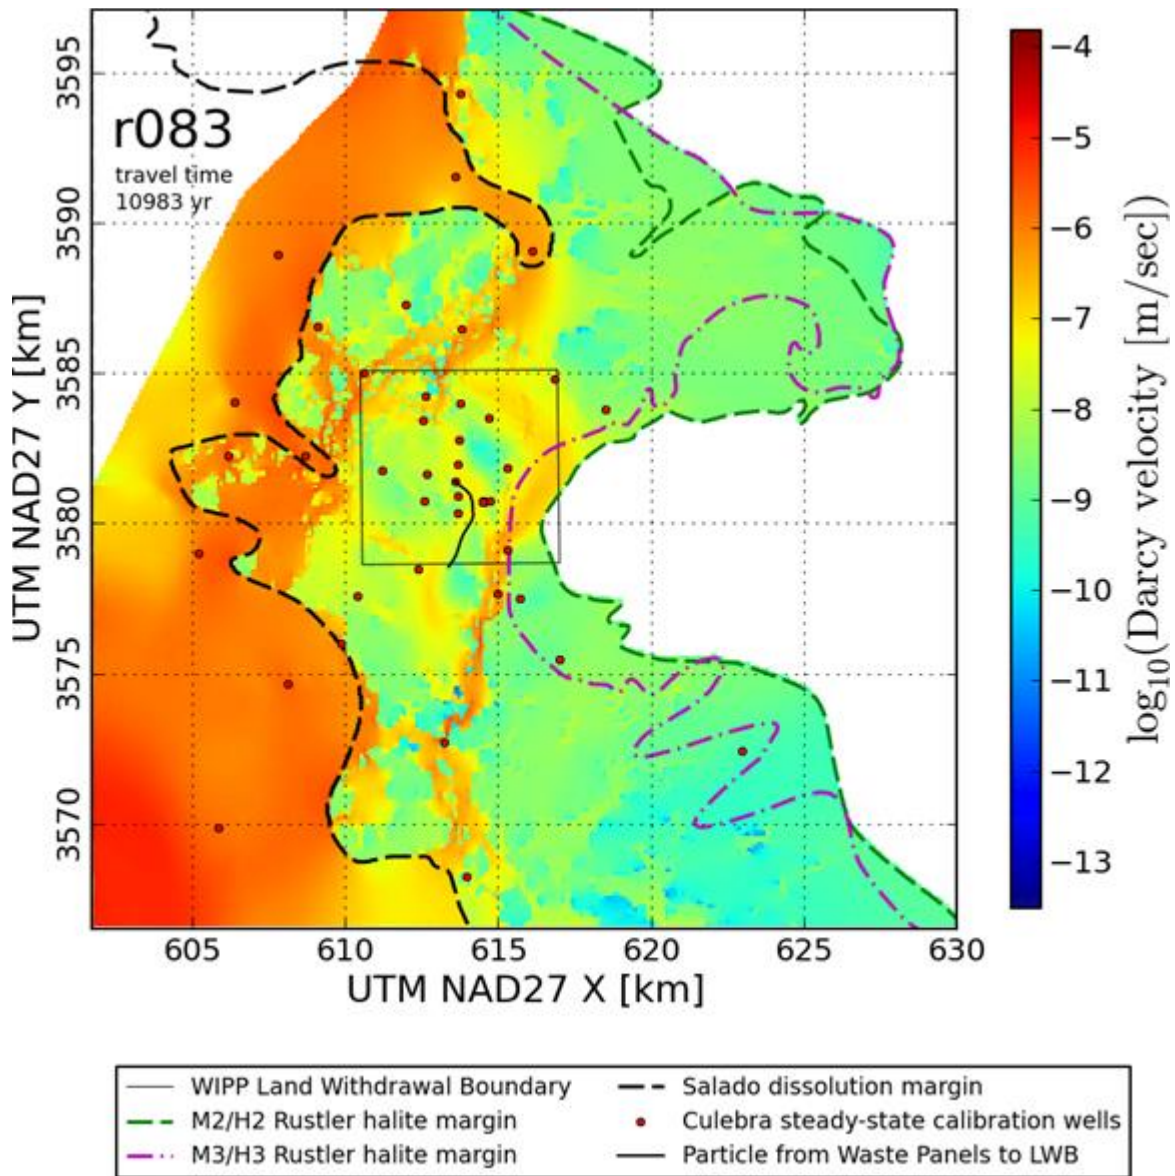 r083
travel time
10983 yr
3595
3590
3585
3580
3575
3570
UTM NAD27 Y [km]
605
610
615
620
625
630
UTM NAD27 X [km]
−4
−5
−6
−7
−8
−9
−10
−11
−12
−13
log₁₀(Darcy velocity [m/sec])
WIPP Land Withdrawal Boundary
M2/H2 Rustler halite margin
M3/H3 Rustler halite margin
Salado dissolution margin
Culebra steady-state calibration wells
Particle from Waste Panels to LWB